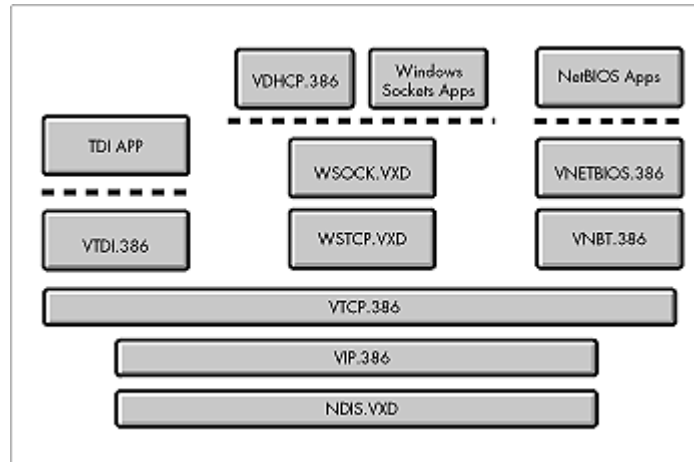 VDHCP.386
Windows
Sockets Apps
NetBIOS Apps
TDI APP
WSOCK.VXD
VNETBIOS.386
VTDI.386
WSTCP.VXD
VNBT.386
VTCP.386
VIP.386
NDIS.VXD